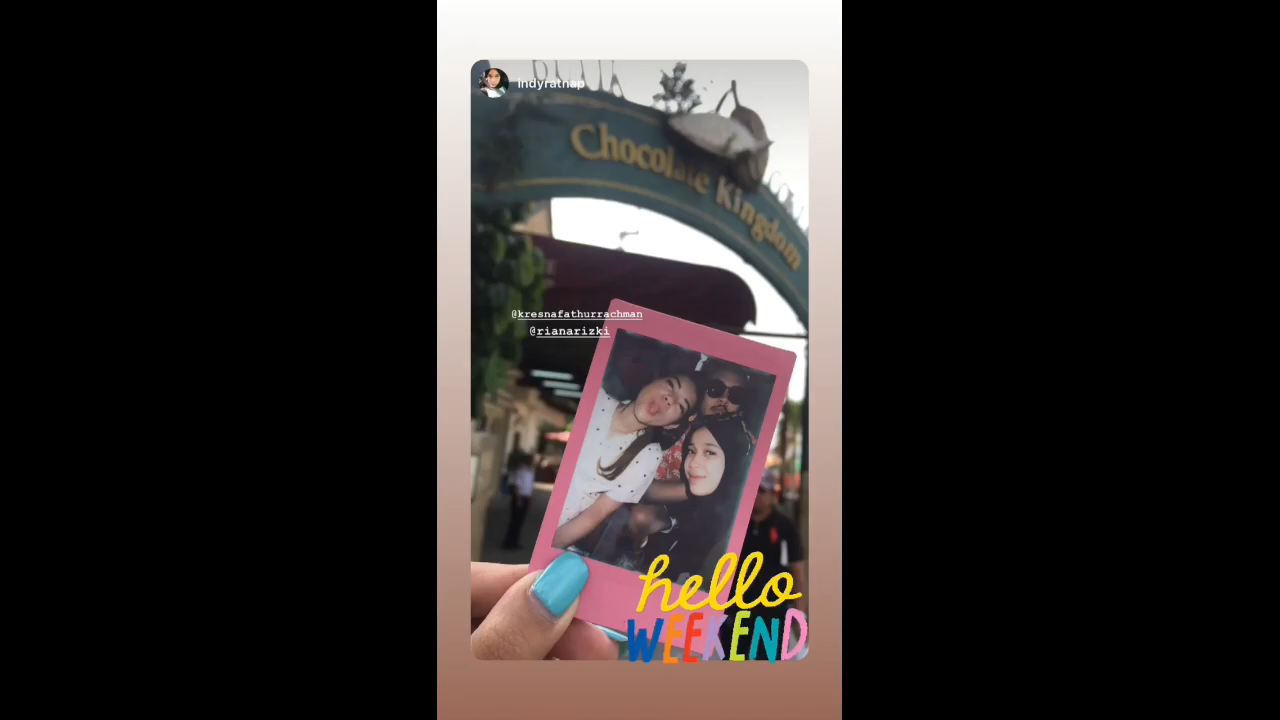 indyratnap
Chocolate Kingdom
@kresnafathurrachman
@rianarizki
hello
WEEKEND